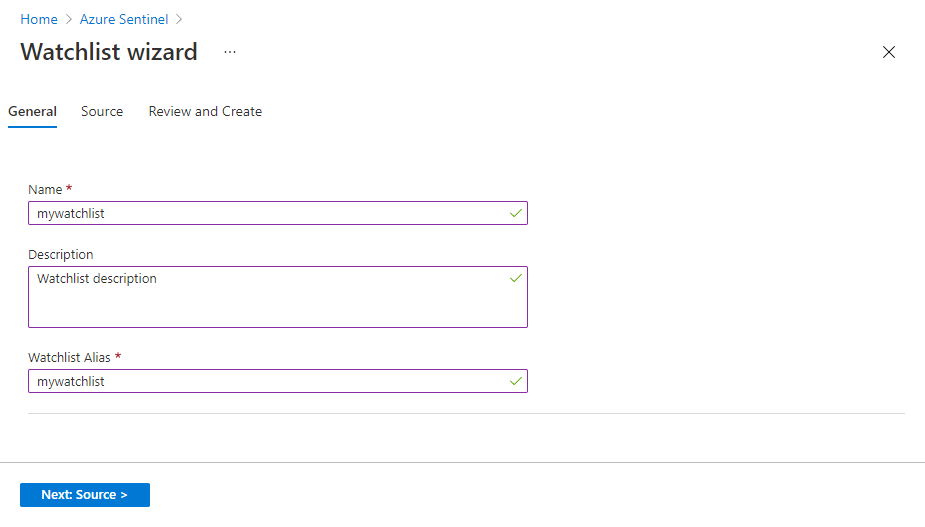 Home > Azure Sentinel >
Watchlist wizard ...
General Source Review and Create
Name *
mywatchlist
Description
Watchlist description
Watchlist Alias *
mywatchlist
Next: Source >